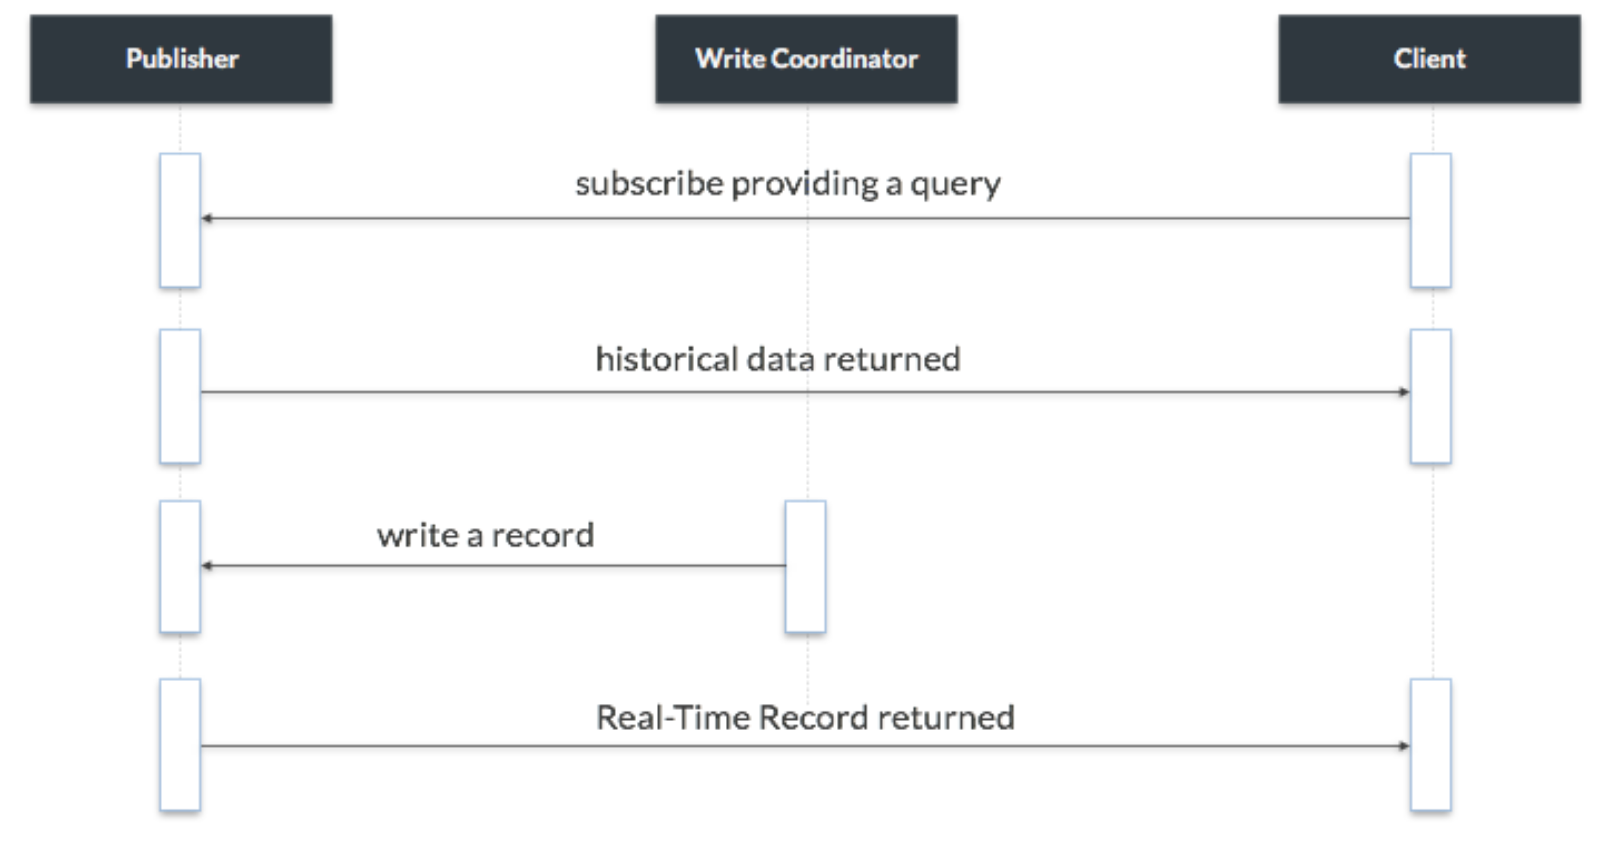 Publisher
Write Coordinator
Client
subscribe providing a query
historical data returned
write a record
Real-Time Record returned